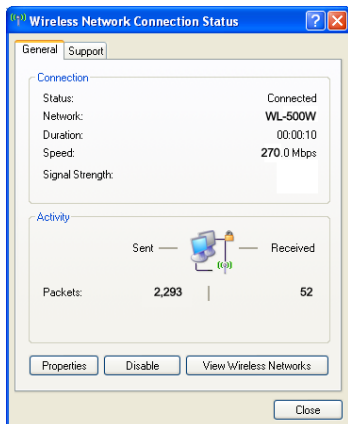 Wireless Network Connection Status
General Support
Connection
Status: Connected
Network: WL-500W
Duration: 00:00:10
Speed: 270.0 Mbps
Signal Strength:
Activity
Sent — — Received
Packets: 2,293 | 52
Properties Disable View Wireless Networks
Close